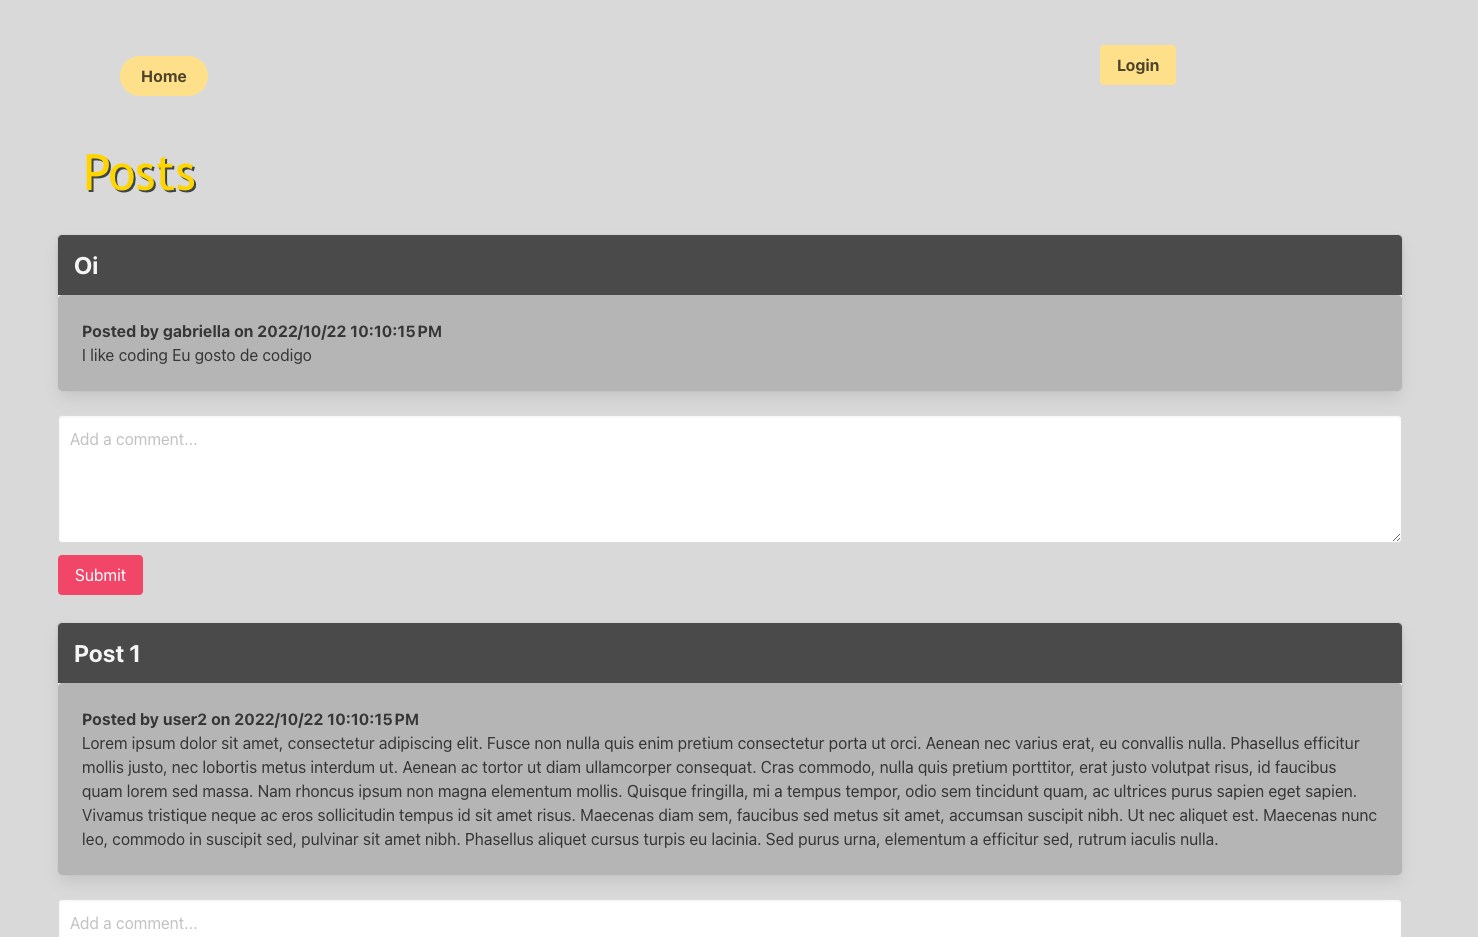 Home
Login
Posts
Oi
Posted by gabriella on 2022/10/22 10:10:15 PM
I like coding Eu gosto de codigo
Add a comment...
Submit
Post 1
Posted by user2 on 2022/10/22 10:10:15 PM
Lorem ipsum dolor sit amet, consectetur adipiscing elit. Fusce non nulla quis enim pretium consectetur porta ut orci. Aenean nec varius erat, eu convallis nulla. Phasellus efficitur
mollis justo, nec lobortis metus interdum ut. Aenean ac tortor ut diam ullamcorper consequat. Cras commodo, nulla quis pretium porttitor, erat justo volutpat risus, id faucibus
quam lorem sed massa. Nam rhoncus ipsum non magna elementum mollis. Quisque fringilla, mi a tempus tempor, odio sem tincidunt quam, ac ultrices purus sapien eget sapien.
Vivamus tristique neque ac eros sollicitudin tempus id sit amet risus. Maecenas diam sem, faucibus sed metus sit amet, accumsan suscipit nibh. Ut nec aliquet est. Maecenas nunc
leo, commodo in suscipit sed, pulvinar sit amet nibh. Phasellus aliquet cursus turpis eu lacinia. Sed purus urna, elementum a efficitur sed, rutrum iaculis nulla.
Add a comment...